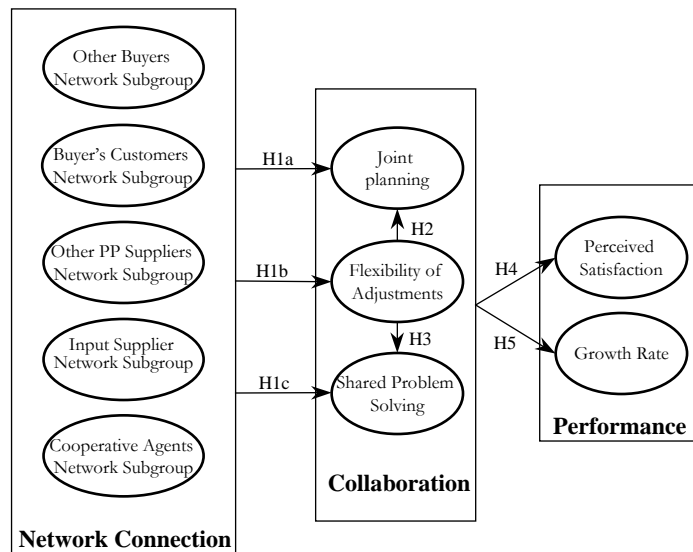 Other Buyers
Network Subgroup
Buyer's Customers
Network Subgroup
Other PP Suppliers
Network Subgroup
Input Supplier
Network Subgroup
Cooperative Agents
Network Subgroup
Network Connection
H1a
H1b
H1c
Joint
planning
H2
Flexibility of
Adjustments
H3
Shared Problem
Solving
Collaboration
H4
H5
Perceived
Satisfaction
Growth Rate
Performance